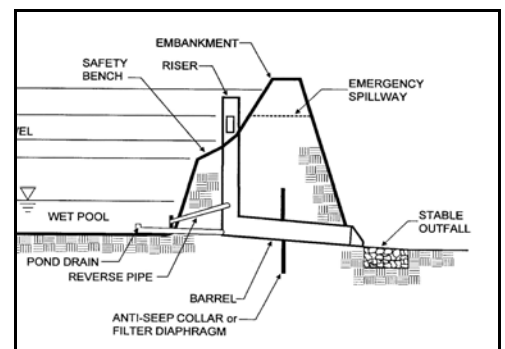 EMBANKMENT
SAFETY
BENCH
RISER
EMERGENCY
SPILLWAY
VEL
WET POOL
STABLE
OUTFALL
POND DRAIN
REVERSE PIPE
BARREL
ANTI-SEEP COLLAR or
FILTER DIAPHRAGM